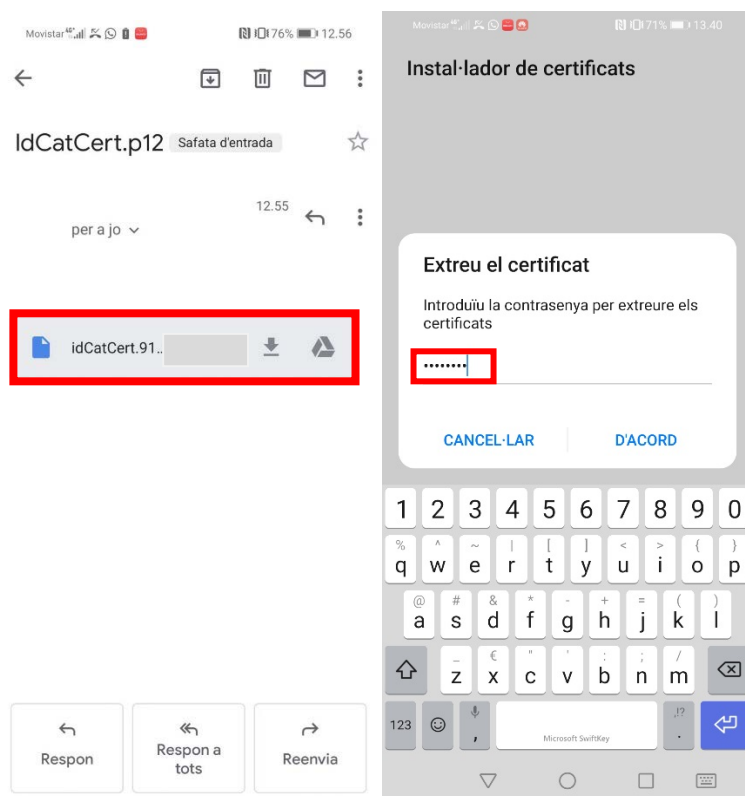 Movistar 76% 12.56
IdCatCert.p12 Safata d'entrada
12.55
per a jo
idCatCert.91..
Respon
Respon a
tots
Reenvia
Movistar 71% 13.40
Instal·lador de certificats
Extreu el certificat
Introduïu la contrasenya per extreure els
certificats
••••••••
CANCEL·LAR D'ACORD
1 2 3 4 5 6 7 8 9 0
% ^ ~ | [ ] < > { }
q w e r t y u i o p
@ # & * - + = ( )
a s d f g h j k l
_ € " ' : ; /
z x c v b n m
123 , Microsoft SwiftKey ,!? .